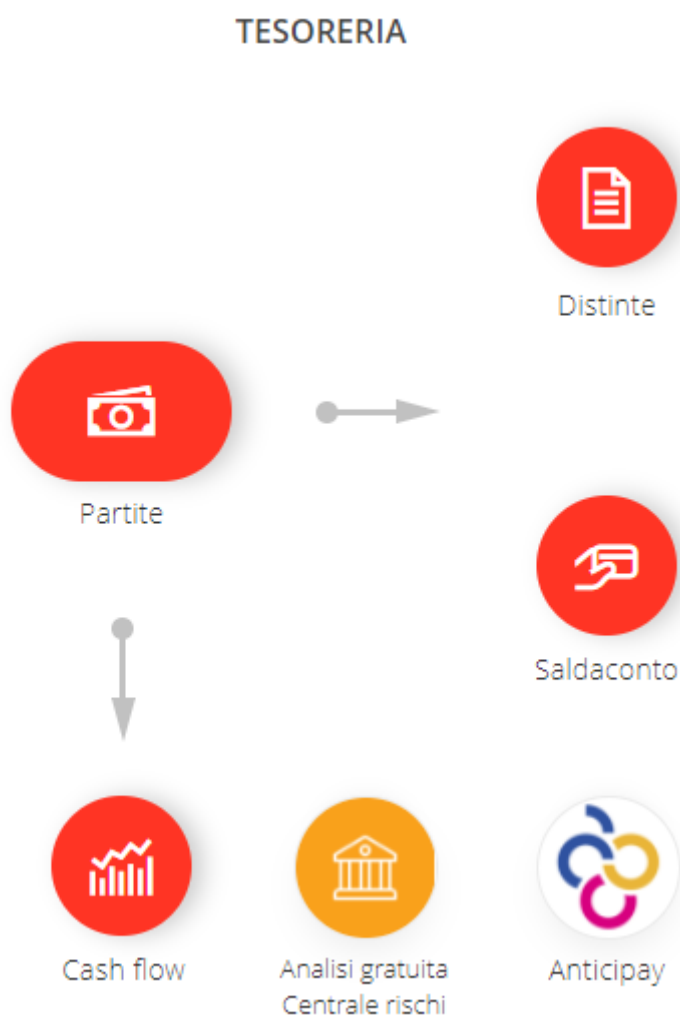 TESORERIA
Distinte
Partite
Saldaconto
Cash flow
Analisi gratuita
Centrale rischi
Anticipay